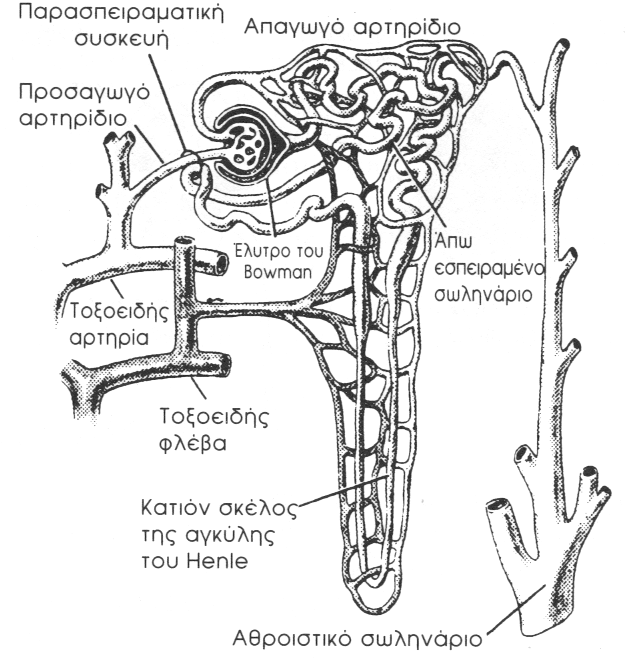 Παρασπειραματική
συσκευή
Απαγωγό αρτηρίδιο
Προσαγωγό
αρτηρίδιο
Έλυτρο του
Bowman
Άπω
εσπειραμένο
σωληνάριο
Τοξοειδής
αρτηρία
Τοξοειδής
φλέβα
Κατιόν σκέλος
της αγκύλης
του Henle
Αθροιστικό σωληνάριο